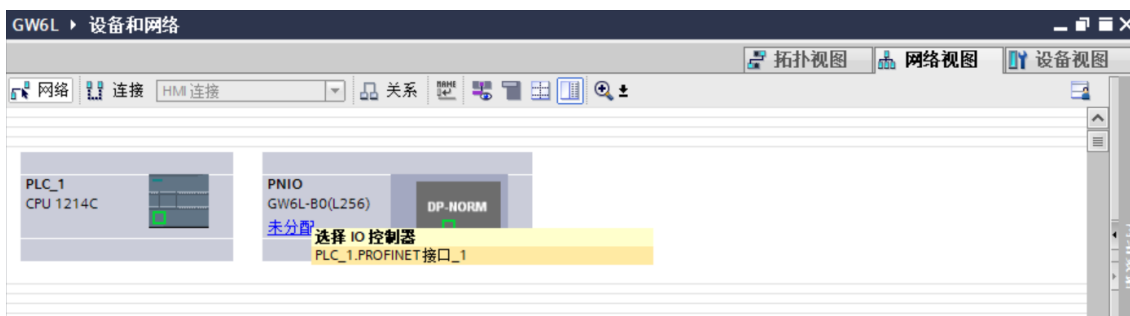 GW6L ▸ 设备和网络
拓扑视图 网络视图 设备视图
网络 连接 HMI连接 关系
PLC_1
CPU 1214C
PNIO
GW6L-B0(L256)
DP-NORM
未分配
选择 IO 控制器
PLC_1.PROFINET接口_1